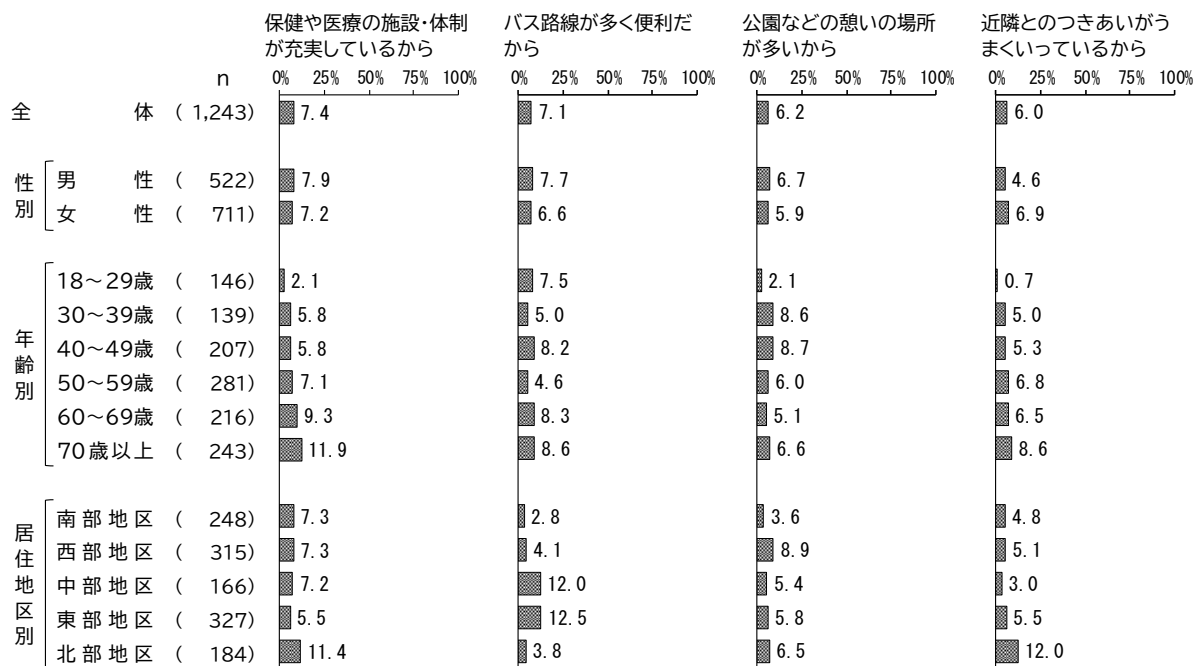 保健や医療の施設・体制が充実しているから
バス路線が多く便利だから
公園などの憩いの場所が多いから
近隣とのつきあいがうまくいっているから
n 0% 25% 50% 75% 100% 0% 25% 50% 75% 100% 0% 25% 50% 75% 100% 0% 25% 50% 75% 100%
全体 (1,243) 7.4 7.1 6.2 6.0
性別
男性 (522) 7.9 7.7 6.7 4.6
女性 (711) 7.2 6.6 5.9 6.9
年齢別
18～29歳 (146) 2.1 7.5 2.1 0.7
30～39歳 (139) 5.8 5.0 8.6 5.0
40～49歳 (207) 5.8 8.2 8.7 5.3
50～59歳 (281) 7.1 4.6 6.0 6.8
60～69歳 (216) 9.3 8.3 5.1 6.5
70歳以上 (243) 11.9 8.6 6.6 8.6
居住地区別
南部地区 (248) 7.3 2.8 3.6 4.8
西部地区 (315) 7.3 4.1 8.9 5.1
中部地区 (166) 7.2 12.0 5.4 3.0
東部地区 (327) 5.5 12.5 5.8 5.5
北部地区 (184) 11.4 3.8 6.5 12.0